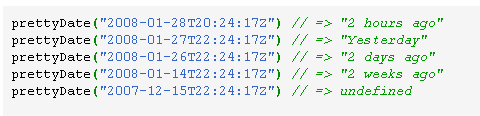 prettyDate("2008-01-28T20:24:17Z") // => "2 hours ago"
prettyDate("2008-01-27T22:24:17Z") // => "Yesterday"
prettyDate("2008-01-26T22:24:17Z") // => "2 days ago"
prettyDate("2008-01-14T22:24:17Z") // => "2 weeks ago"
prettyDate("2007-12-15T22:24:17Z") // => undefined